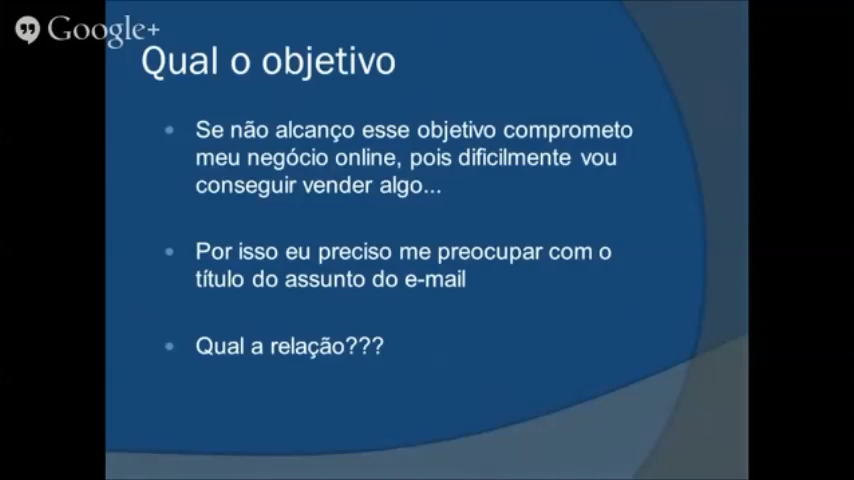 Google+
Qual o objetivo
Se não alcanço esse objetivo comprometo
meu negócio online, pois dificilmente vou
conseguir vender algo...
Por isso eu preciso me preocupar com o
título do assunto do e-mail
Qual a relação???